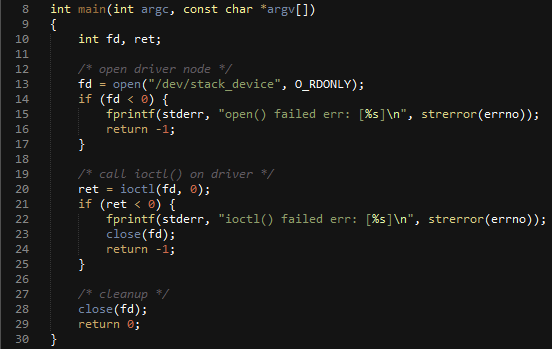 8 int main(int argc, const char *argv[])
9 {
10     int fd, ret;
11
12     /* open driver node */
13     fd = open("/dev/stack_device", O_RDONLY);
14     if (fd < 0) {
15         fprintf(stderr, "open() failed err: [%s]\n", strerror(errno));
16         return -1;
17     }
18
19     /* call ioctl() on driver */
20     ret = ioctl(fd, 0);
21     if (ret < 0) {
22         fprintf(stderr, "ioctl() failed err: [%s]\n", strerror(errno));
23         close(fd);
24         return -1;
25     }
26
27     /* cleanup */
28     close(fd);
29     return 0;
30 }